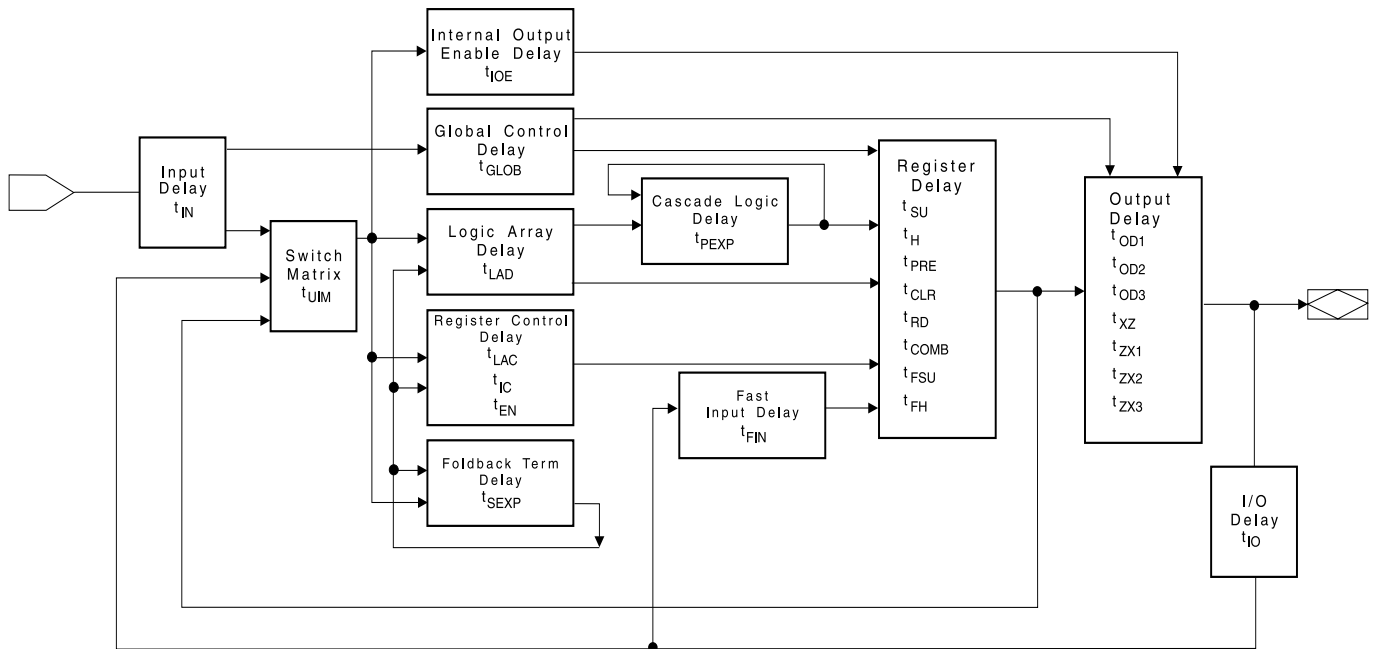 Internal Output
Enable Delay
tIOE
Global Control
Delay
tGLOB
Input
Delay
tIN
Switch
Matrix
tUIM
Logic Array
Delay
tLAD
Cascade Logic
Delay
tPEXP
Register Control
Delay
tLAC
tIC
tEN
Foldback Term
Delay
tSEXP
Fast
Input Delay
tFIN
Register
Delay
tSU
tH
tPRE
tCLR
tRD
tCOMB
tFSU
tFH
Output
Delay
tOD1
tOD2
tOD3
tXZ
tZX1
tZX2
tZX3
I/O
Delay
tIO